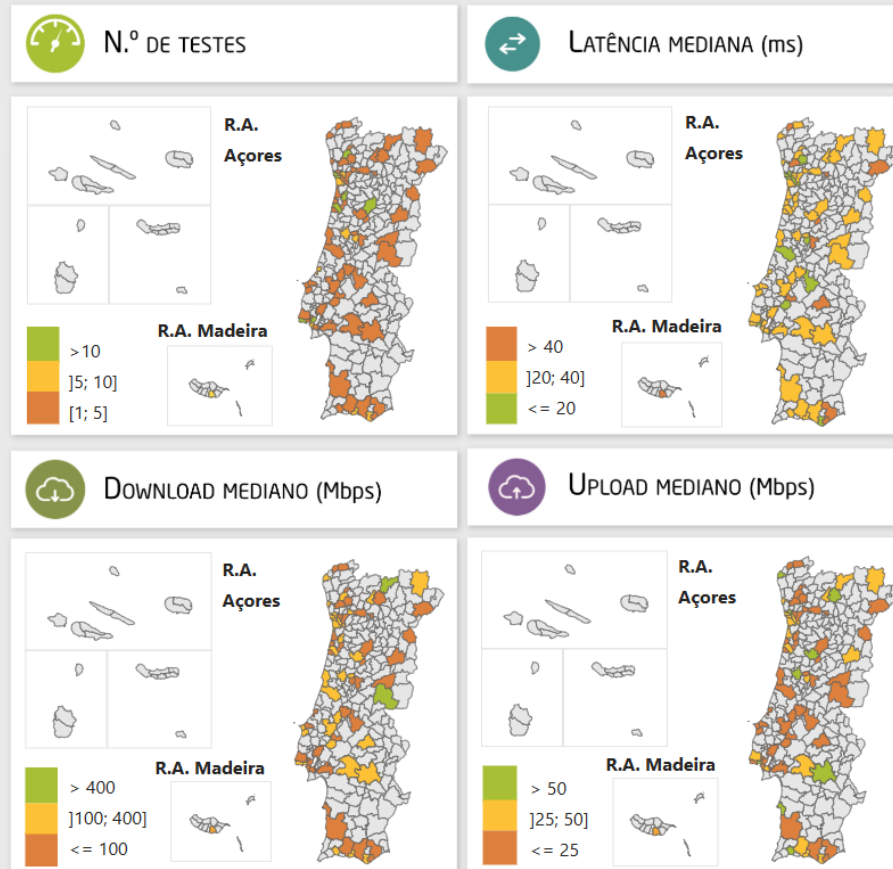 N.º DE TESTES
LATÊNCIA MEDIANA (ms)
R.A.
Açores
R.A. Madeira
>10
]5; 10]
[1; 5]
R.A.
Açores
R.A. Madeira
> 40
]20; 40]
<= 20
DOWNLOAD MEDIANO (Mbps)
UPLOAD MEDIANO (Mbps)
R.A.
Açores
R.A. Madeira
> 400
]100; 400]
<= 100
R.A.
Açores
R.A. Madeira
> 50
]25; 50]
<= 25